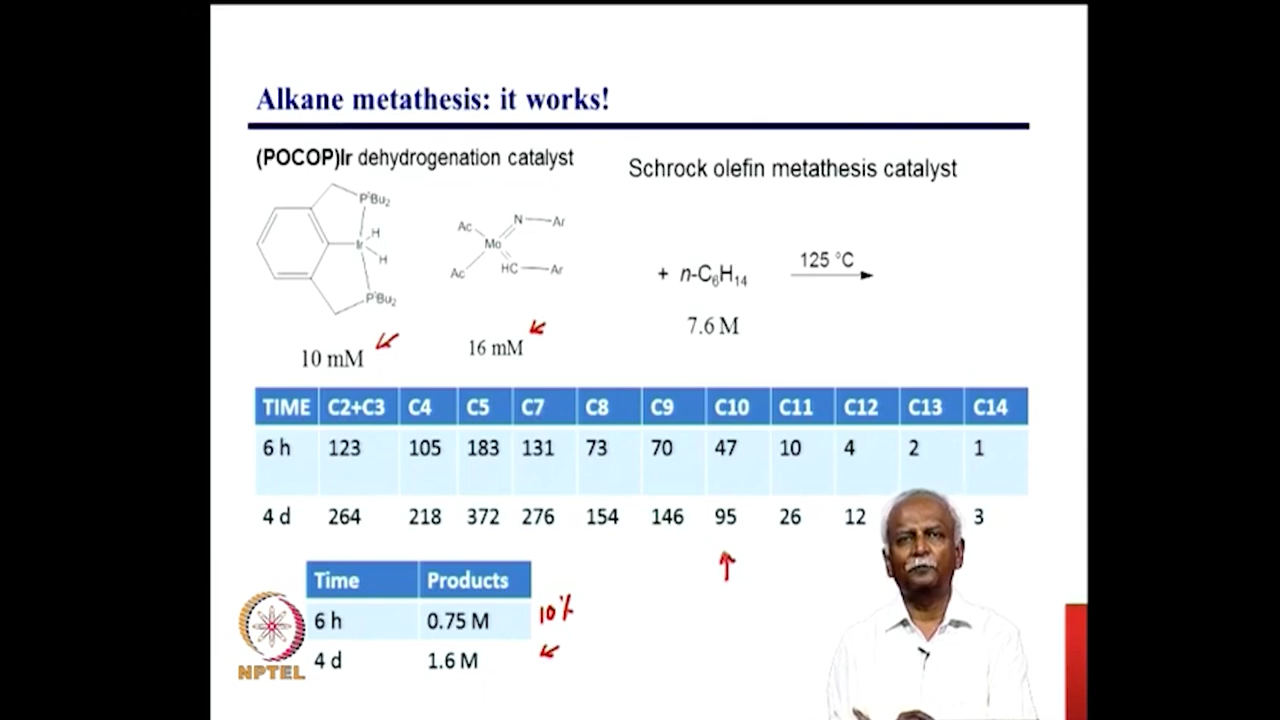 Alkane metathesis: it works!
(POCOP)Ir dehydrogenation catalyst
Schrock olefin metathesis catalyst
PᵗBu₂
Ir
H
H
PᵗBu₂
Ac
N
Ar
Mo
Ac
HC
Ar
+ n-C₆H₁₄
125 °C
7.6 M
10 mM
16 mM
TIME C2+C3 C4 C5 C7 C8 C9 C10 C11 C12 C13 C14
6 h 123 105 183 131 73 70 47 10 4 2 1
4 d 264 218 372 276 154 146 95 26 12 3
Time Products
6 h 0.75 M 10%
4 d 1.6 M
NPTEL